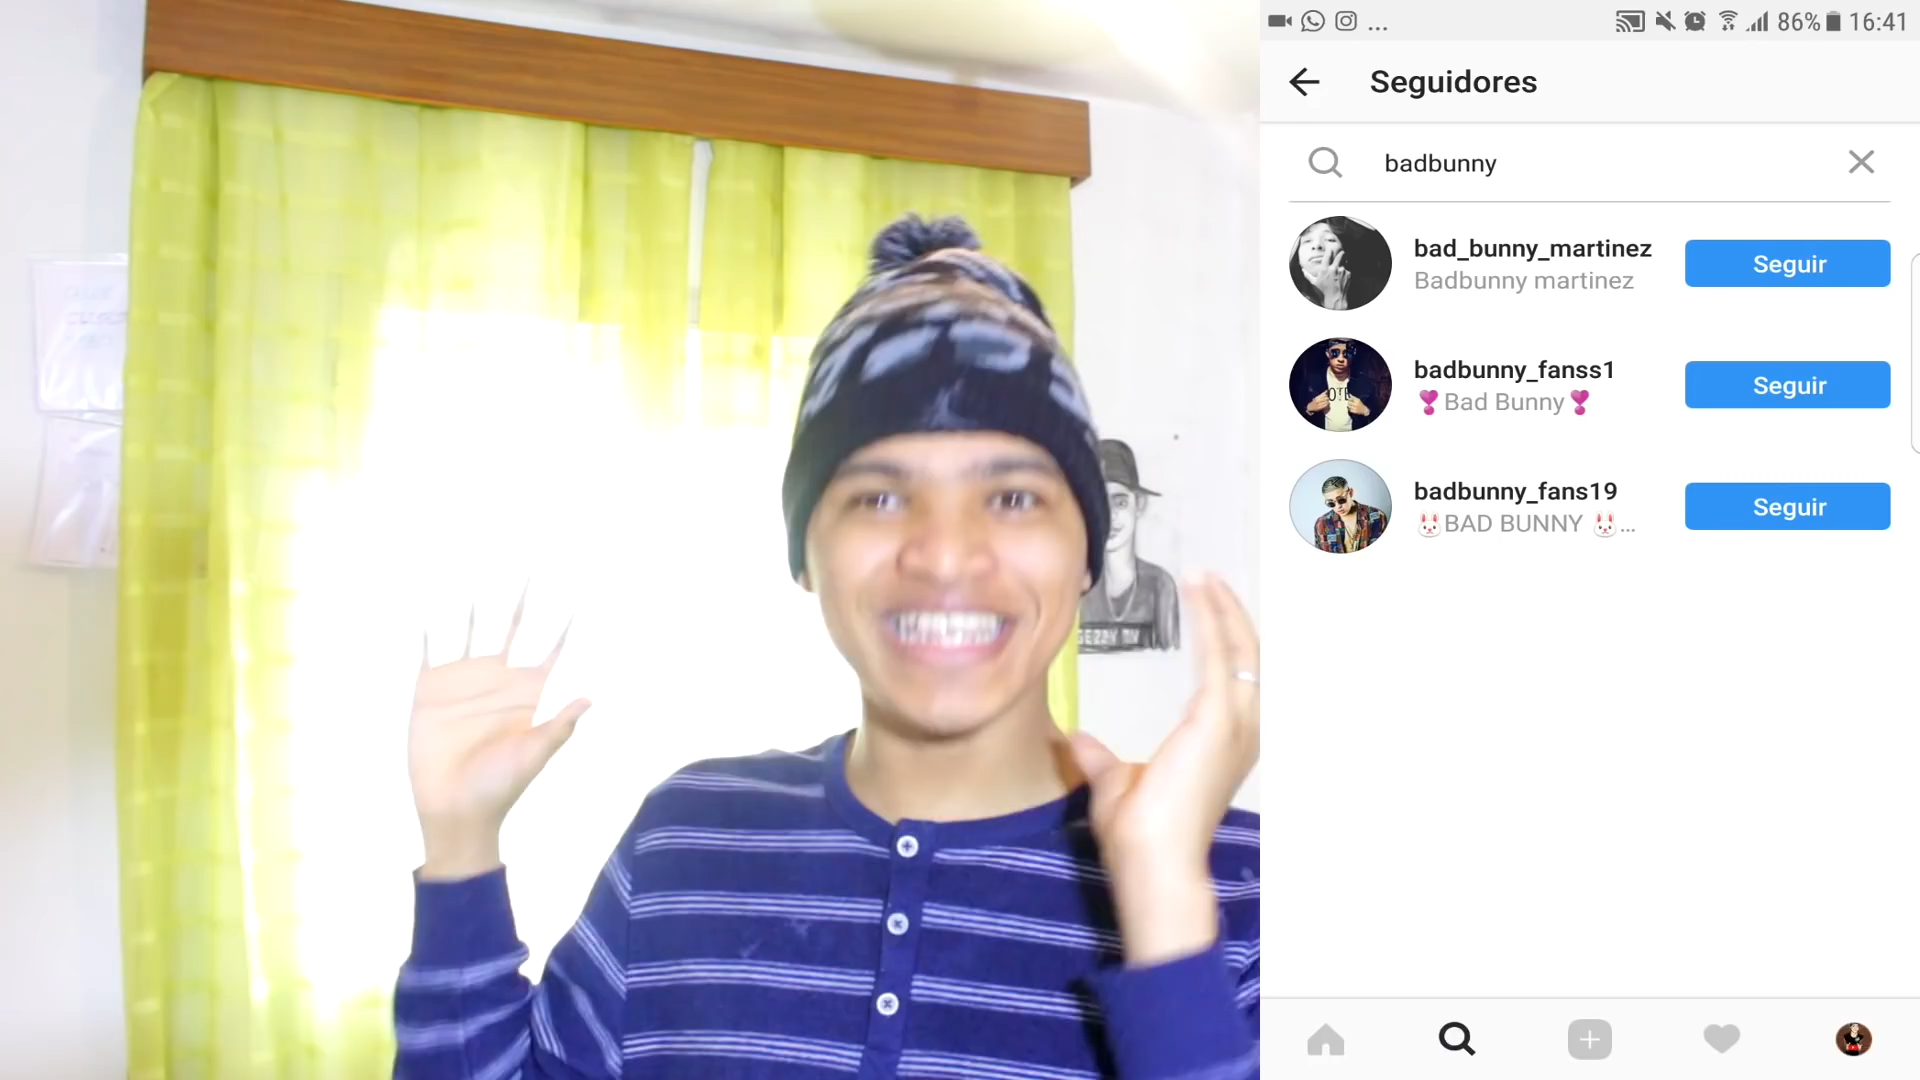 ... 86% 16:41
Seguidores
badbunny
bad_bunny_martinez
Badbunny martinez
Seguir
badbunny_fanss1
❣Bad Bunny❣
Seguir
badbunny_fans19
🐰BAD BUNNY 🐰...
Seguir